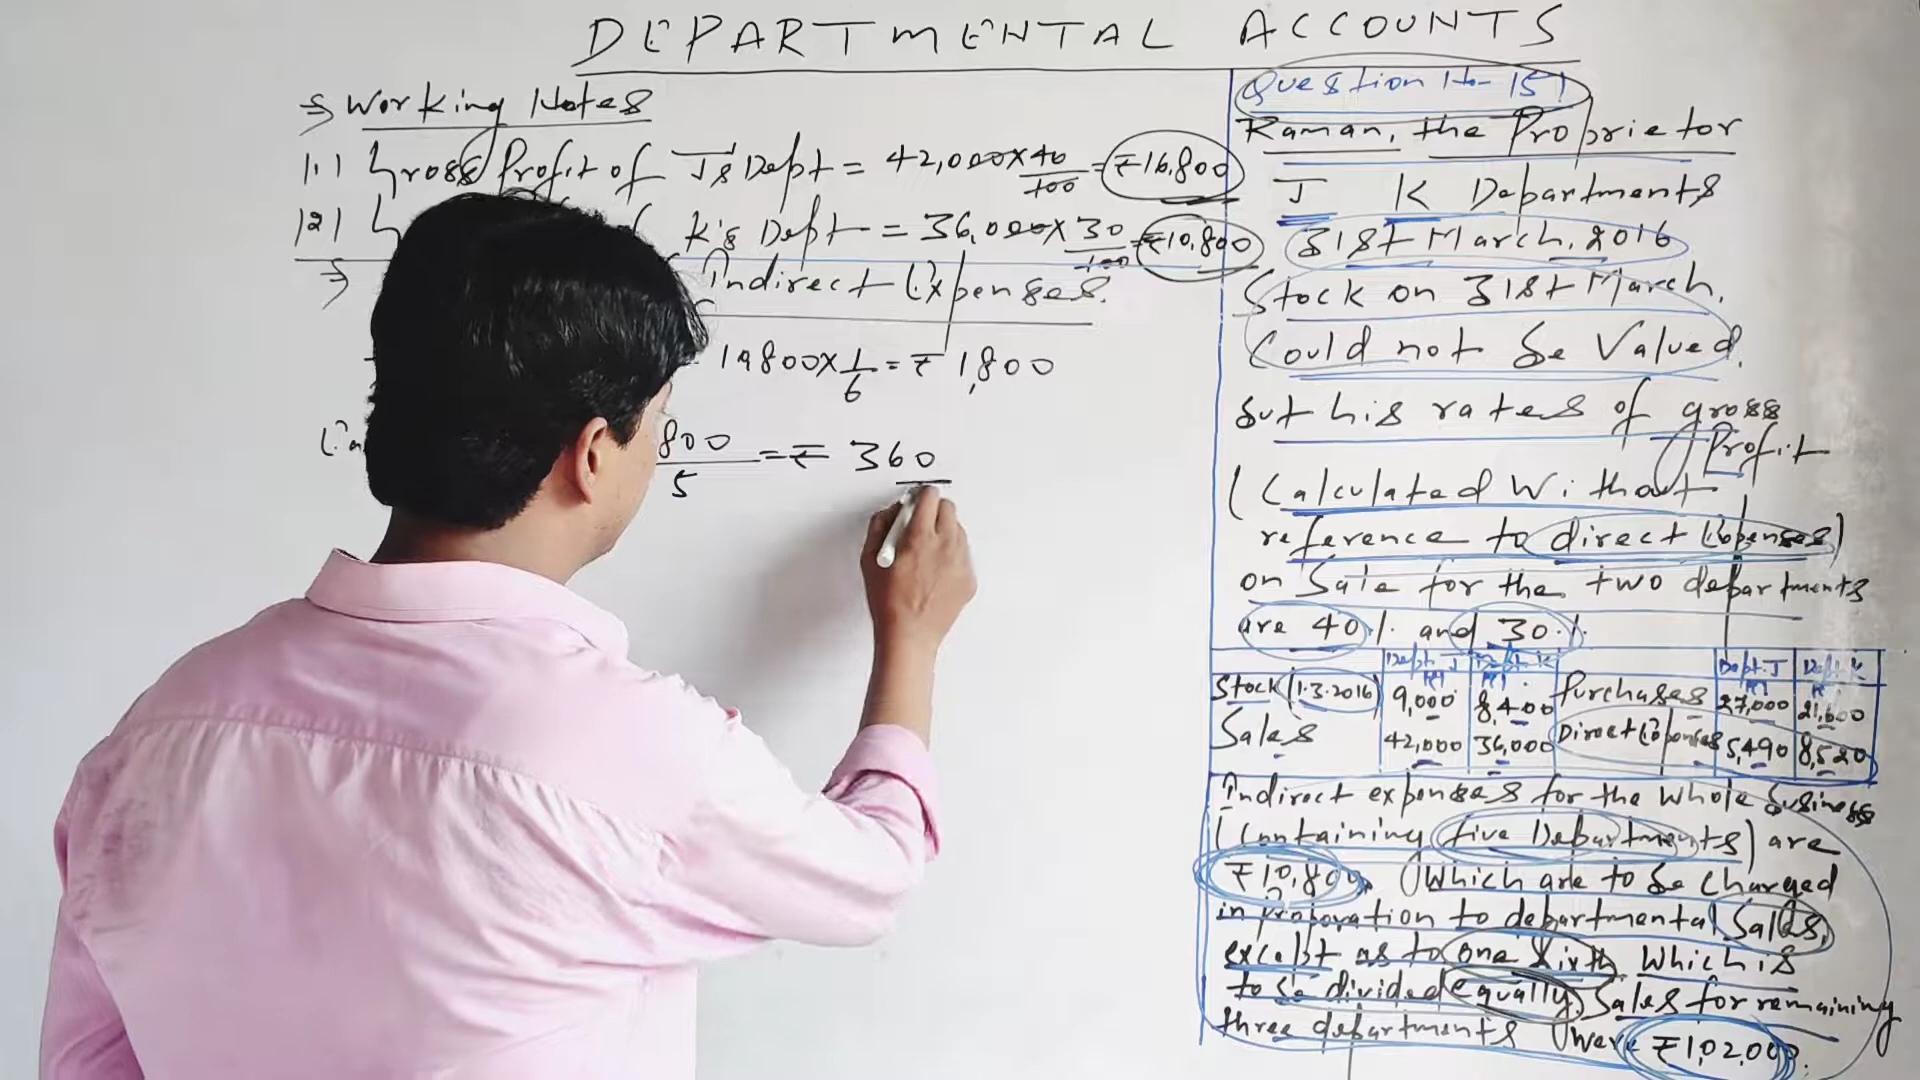 DEPARTMENTAL ACCOUNTS
→ Working Notes
|1.| Gross Profit of J's Dept = 42,000 × 40/100 = ₹16,800
|2| K's Dept = 36,000 × 30/100 = ₹10,800
→ Indirect Expenses.
10800 × 1/6 = ₹ 1,800
800/5 = ₹ 360
Question No- 15|
Raman, the Proprietor
J K Departments
31st March, 2016
Stock on 31st March.
Could not be Valued.
but his rates of gross
Profit
(Calculated Without
reference to direct Expenses)
on Sale for the two departments
are 40% and 30%.
Dept. J Dept. K Dept. J Dept. K
Stock (1.3.2016) 9,000 8,400 Purchases 27,000 21,600
Sales 42,000 36,000 Direct Expenses 5,490 8,520
Indirect expenses for the whole business
(Containing five Departments) are
₹10,800, Which are to be charged
in proporation to departmental Sales,
except as to one sixth Which is
to be divided equally. Sales for remaining
three departments were ₹1,02,000.